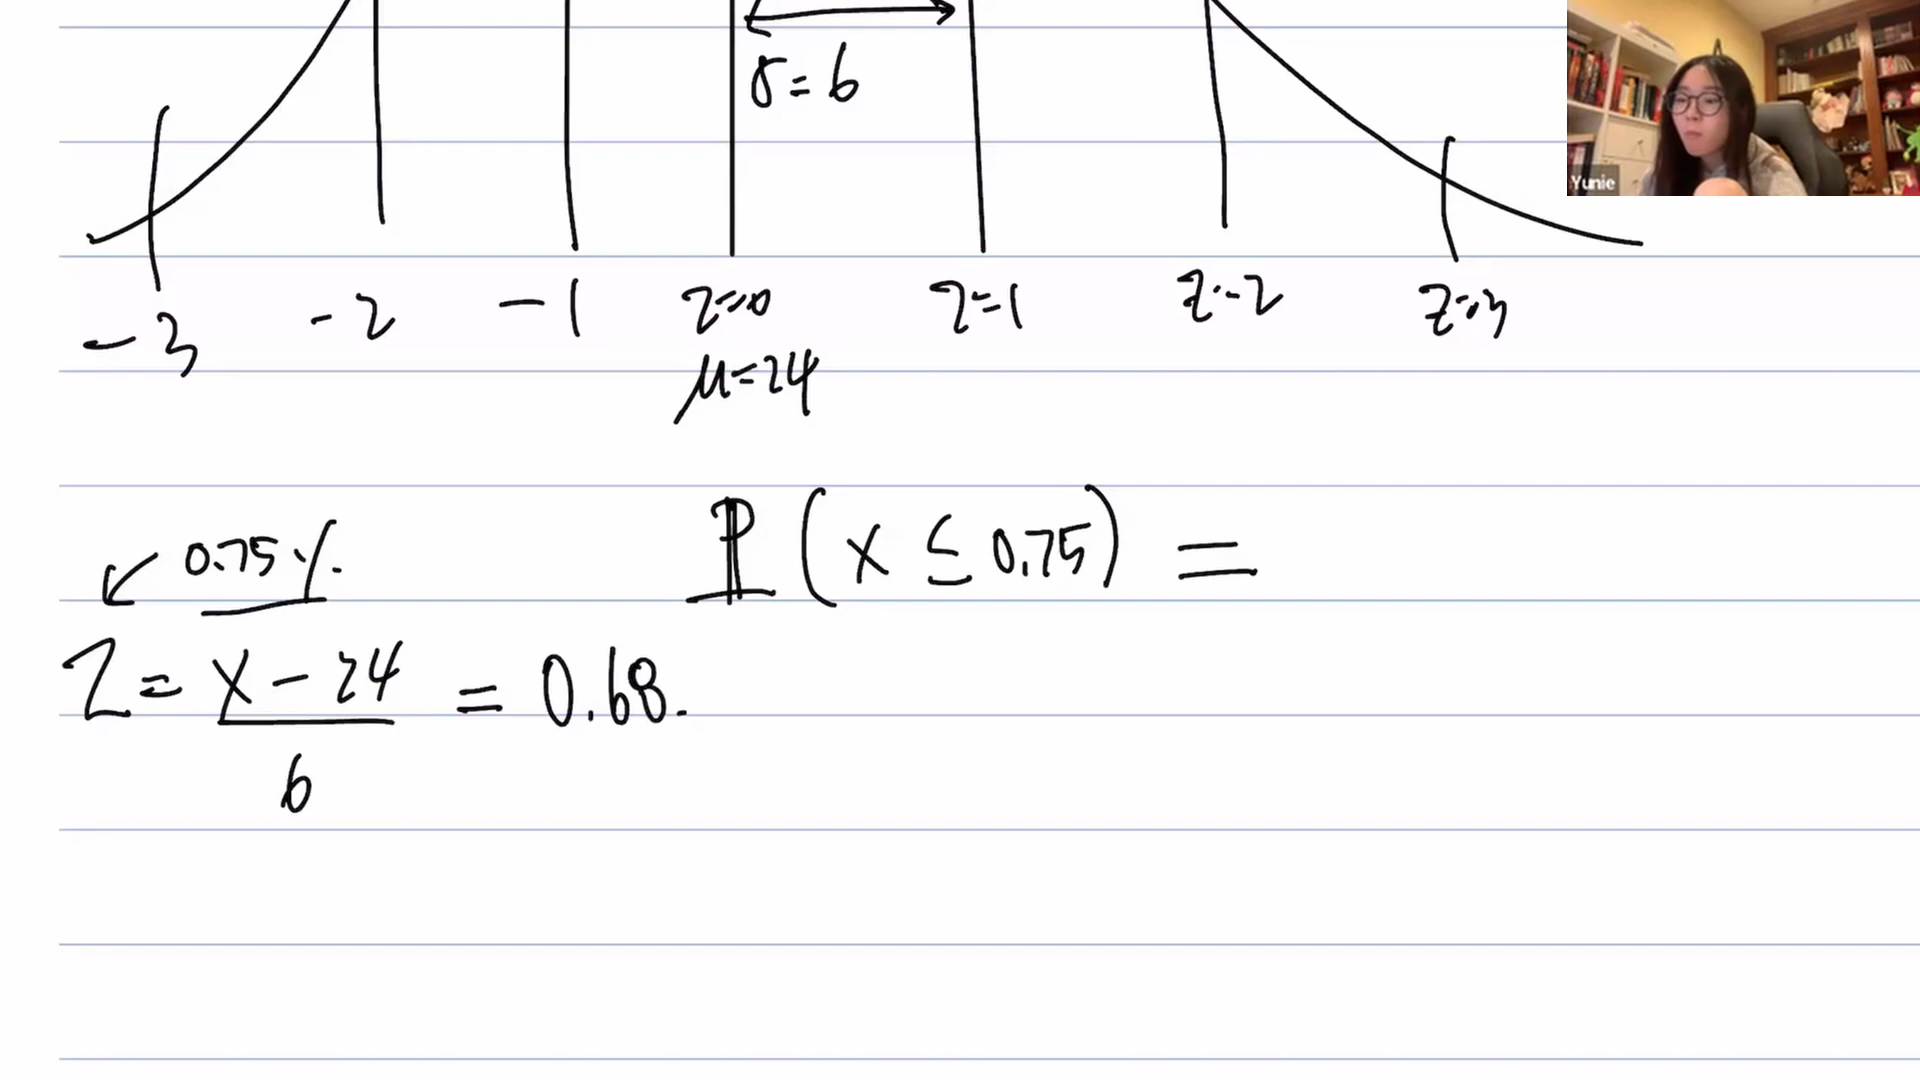 σ=6
Yunie
-3 -2 -1 z=0 z=1 z=2 z=3
μ=24
0.75% ℙ(x ≤ 0.75) =
z = x - 24 = 0.68.
6